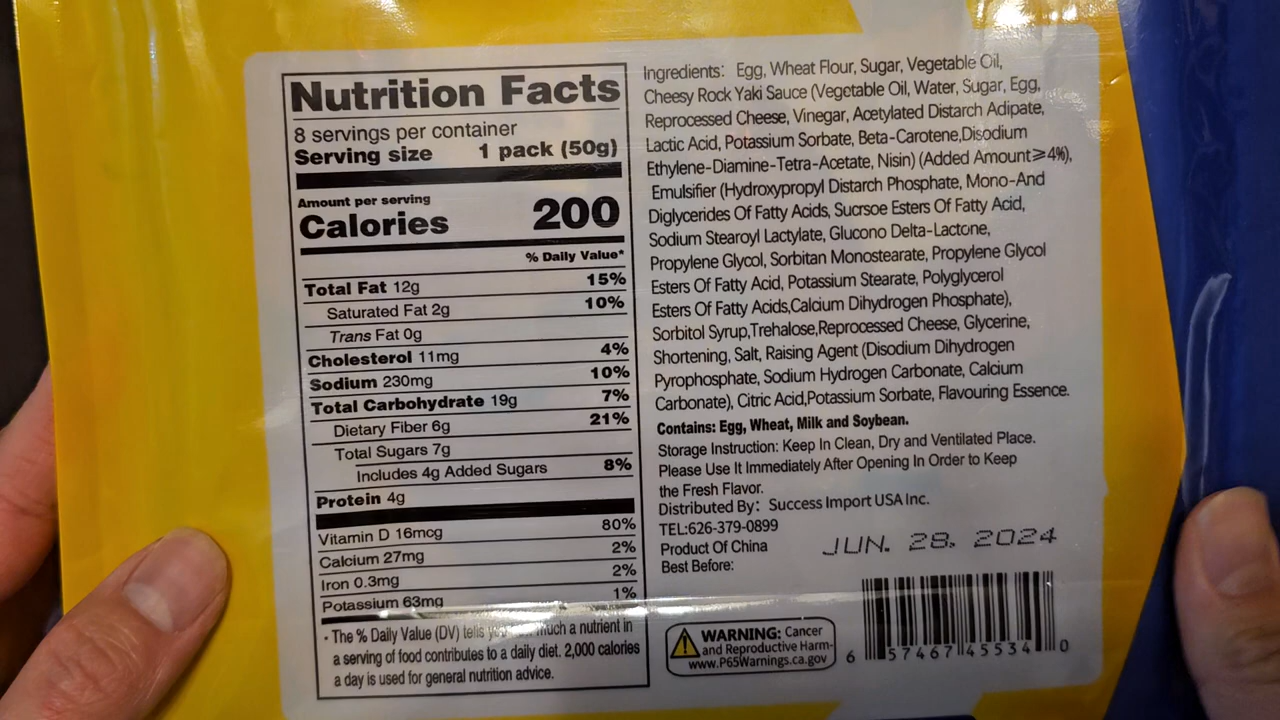 Nutrition Facts
8 servings per container
Serving size 1 pack (50g)
Amount per serving
Calories 200
% Daily Value*
Total Fat 12g 15%
Saturated Fat 2g 10%
Trans Fat 0g
Cholesterol 11mg 4%
Sodium 230mg 10%
Total Carbohydrate 19g 7%
Dietary Fiber 6g 21%
Total Sugars 7g
Includes 4g Added Sugars 8%
Protein 4g
Vitamin D 16mcg 80%
Calcium 27mg 2%
Iron 0.3mg 2%
Potassium 63mg 1%
• The % Daily Value (DV) tells much a nutrient in
a serving of food contributes to a daily diet. 2,000 calories
a day is used for general nutrition advice.
Ingredients: Egg, Wheat Flour, Sugar, Vegetable Oil,
Cheesy Rock Yaki Sauce (Vegetable Oil, Water, Sugar, Egg,
Reprocessed Cheese, Vinegar, Acetylated Distarch Adipate,
Lactic Acid, Potassium Sorbate, Beta-Carotene,Disodium
Ethylene-Diamine-Tetra-Acetate, Nisin) (Added Amount≥4%),
Emulsifier (Hydroxypropyl Distarch Phosphate, Mono-And
Diglycerides Of Fatty Acids, Sucrsoe Esters Of Fatty Acid,
Sodium Stearoyl Lactylate, Glucono Delta-Lactone,
Propylene Glycol, Sorbitan Monostearate, Propylene Glycol
Esters Of Fatty Acid, Potassium Stearate, Polyglycerol
Esters Of Fatty Acids,Calcium Dihydrogen Phosphate),
Sorbitol Syrup,Trehalose,Reprocessed Cheese, Glycerine,
Shortening, Salt, Raising Agent (Disodium Dihydrogen
Pyrophosphate, Sodium Hydrogen Carbonate, Calcium
Carbonate), Citric Acid,Potassium Sorbate, Flavouring Essence.
Contains: Egg, Wheat, Milk and Soybean.
Storage Instruction: Keep In Clean, Dry and Ventilated Place.
Please Use It Immediately After Opening In Order to Keep
the Fresh Flavor.
Distributed By: Success Import USA Inc.
TEL:626-379-0899
Product Of China
Best Before:
JUN. 28, 2024
WARNING: Cancer
and Reproductive Harm-
www.P65Warnings.ca.gov
6 57467 45534 0